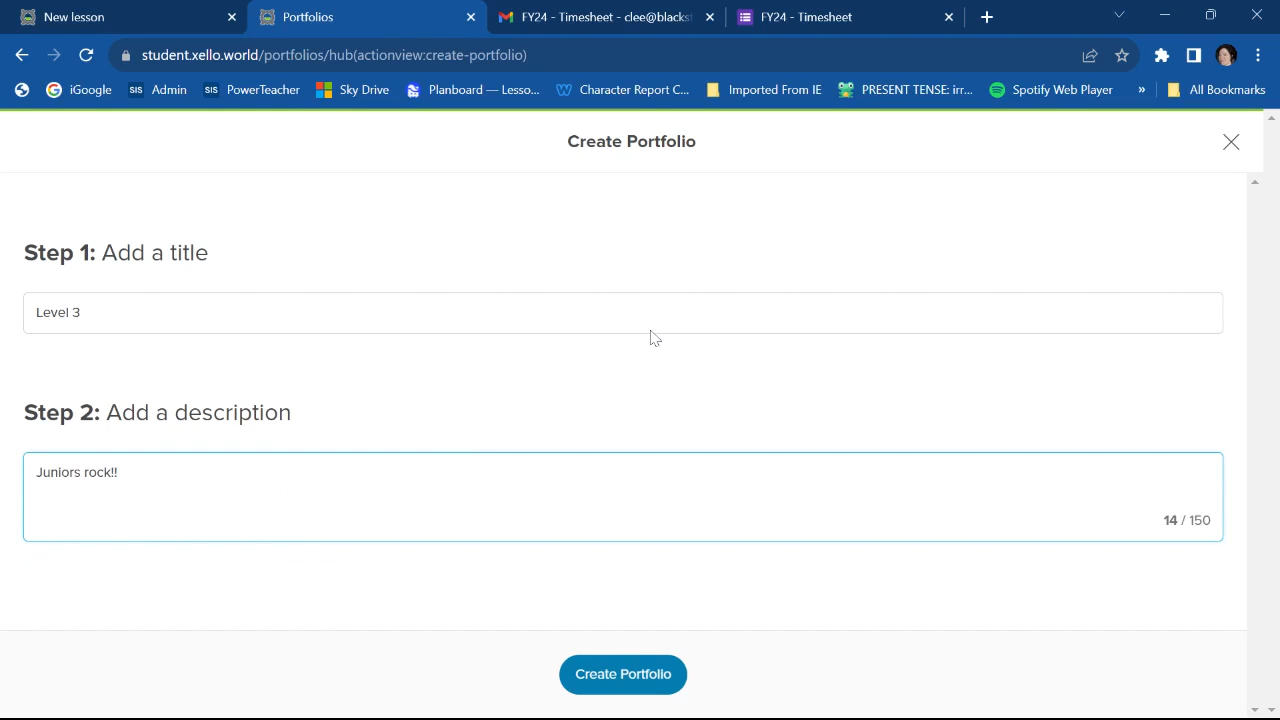 New lesson
Portfolios
FY24 - Timesheet - clee@blackst
FY24 - Timesheet
student.xello.world/portfolios/hub(actionview:create-portfolio)
iGoogle
SIS Admin
SIS PowerTeacher
Sky Drive
Planboard — Lesso...
Character Report C...
Imported From IE
PRESENT TENSE: irr...
Spotify Web Player
»
All Bookmarks
Create Portfolio
Step 1: Add a title
Level 3
Step 2: Add a description
Juniors rock!!
14 / 150
Create Portfolio